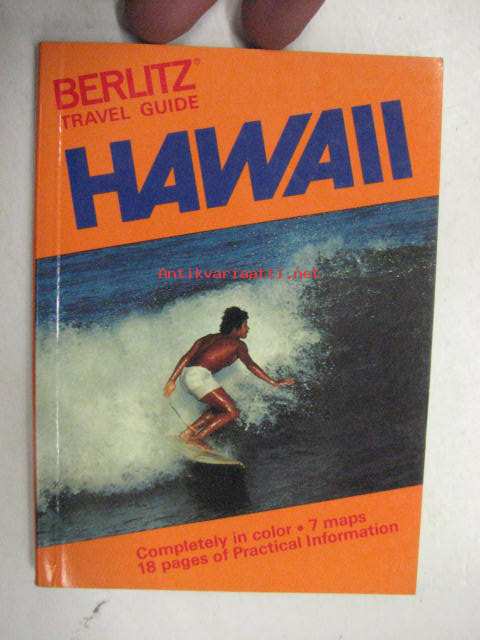 BERLITZ®
TRAVEL GUIDE
HAWAII
Antikvariaatti.net
Completely in color • 7 maps
18 pages of Practical Information